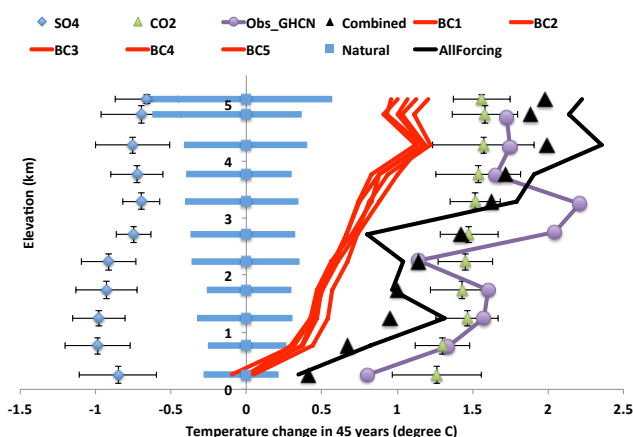 SO4 CO2 Obs_GHCN Combined BC1 BC2
BC3 BC4 BC5 Natural AllForcing
Elevation (km)
5
4
3
2
1
0
-1.5 -1 -0.5 0 0.5 1 1.5 2 2.5
Temperature change in 45 years (degree C)